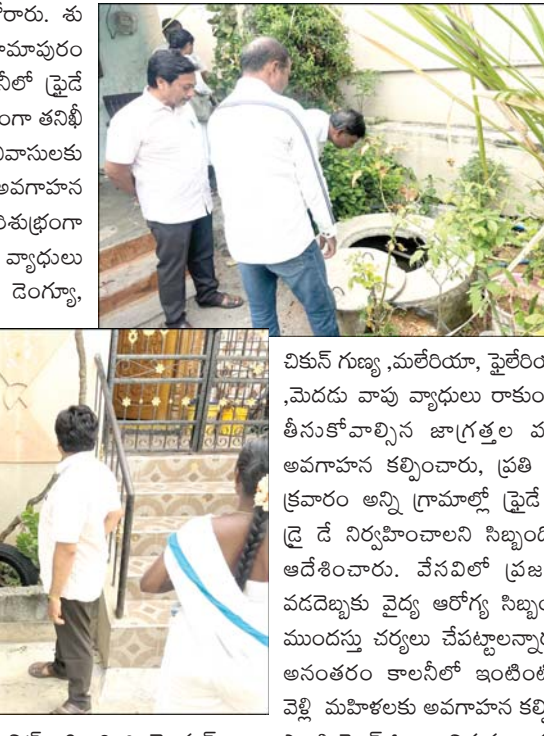 కోరారు. శు
రామాపురం
నీలో ఫ్రైడే
ంగా తనిఖీ
నివాసులకు
అవగాహన
రిశుభ్రంగా
వ్యాధులు
డెంగ్యూ,
చికున్ గుణ్య ,మలేరియా, ఫైలేరియ
,మెదడు వాపు వ్యాధులు రాకుం
తీసుకోవాల్సిన జాగ్రత్తల
అవగాహన కల్పించారు, ప్రతి
క్రవారం అన్ని గ్రామాల్లో ఫ్రైడే
డ్రై డే నిర్వహించాలని సిబ్బంది
ఆదేశించారు. వేసవిలో ప్రజ
వడదెబ్బకు వైద్య ఆరోగ్య సిబ్బం
ముందస్తు చర్యలు చేపట్టాలన్నా
అనంతరం కాలనీలో ఇంటింటి
వెళ్లి మహిళలకు అవగాహన కల్పి